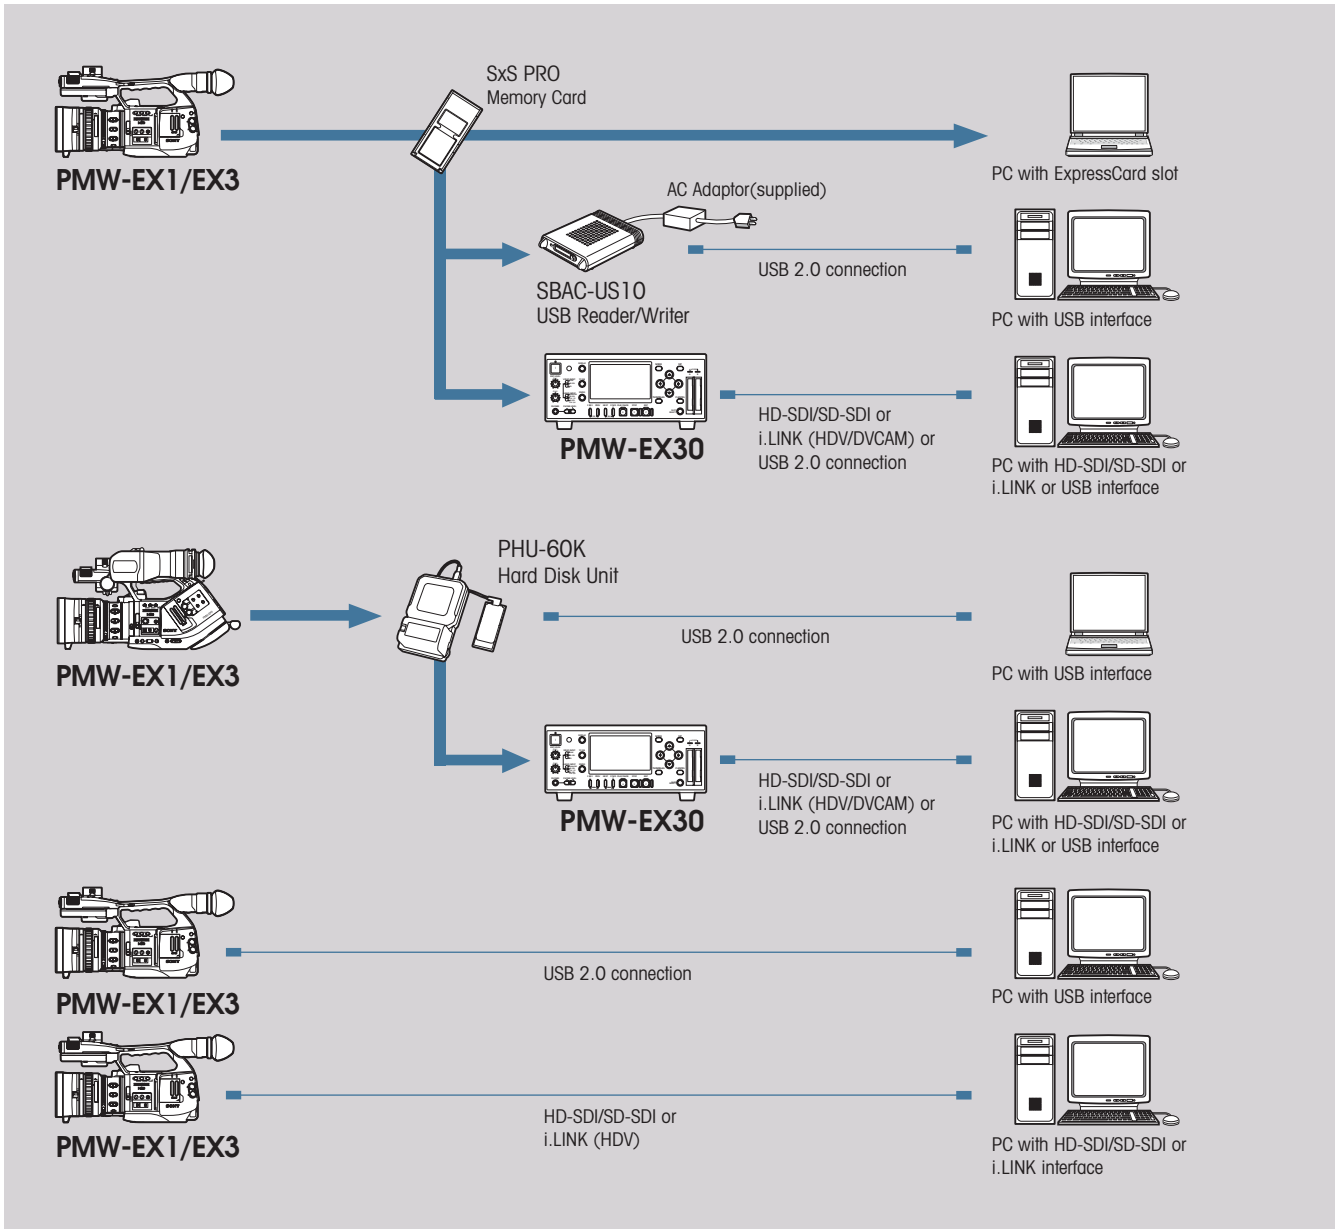 SxS PRO
Memory Card
PMW-EX1/EX3
PC with ExpressCard slot
AC Adaptor(supplied)
USB 2.0 connection
SBAC-US10
USB Reader/Writer
PC with USB interface
HD-SDI/SD-SDI or
i.LINK (HDV/DVCAM) or
USB 2.0 connection
PMW-EX30
PC with HD-SDI/SD-SDI or
i.LINK or USB interface
PHU-60K
Hard Disk Unit
USB 2.0 connection
PMW-EX1/EX3
PC with USB interface
HD-SDI/SD-SDI or
i.LINK (HDV/DVCAM) or
USB 2.0 connection
PMW-EX30
PC with HD-SDI/SD-SDI or
i.LINK or USB interface
USB 2.0 connection
PMW-EX1/EX3
PC with USB interface
HD-SDI/SD-SDI or
i.LINK (HDV)
PMW-EX1/EX3
PC with HD-SDI/SD-SDI or
i.LINK interface